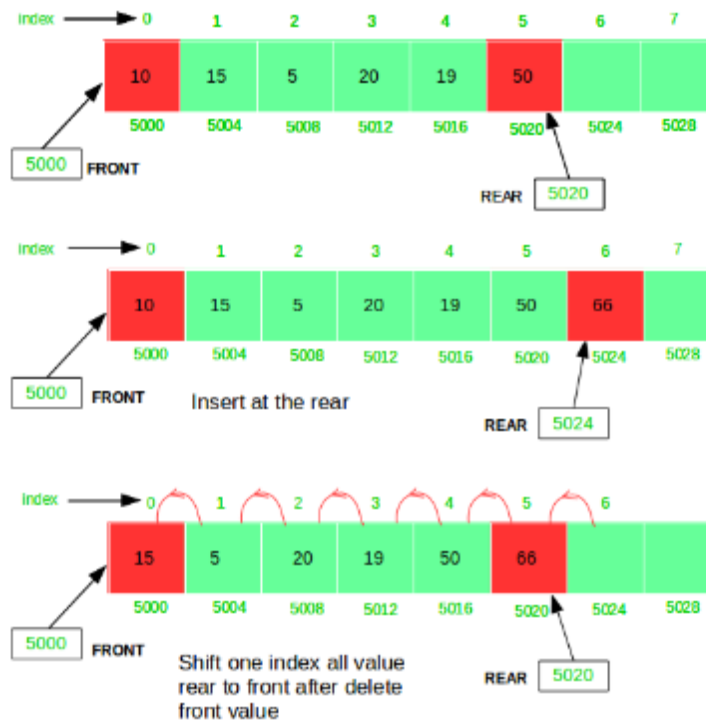 index 0 1 2 3 4 5 6 7
10 15 5 20 19 50
5000 5004 5008 5012 5016 5020 5024 5028
5000 FRONT
REAR 5020
index 0 1 2 3 4 5 6 7
10 15 5 20 19 50 66
5000 5004 5008 5012 5016 5020 5024 5028
5000 FRONT
Insert at the rear
REAR 5024
index 0 1 2 3 4 5 6
15 5 20 19 50 66
5000 5004 5008 5012 5016 5020 5024 5028
5000 FRONT
Shift one index all value
rear to front after delete
front value
REAR 5020